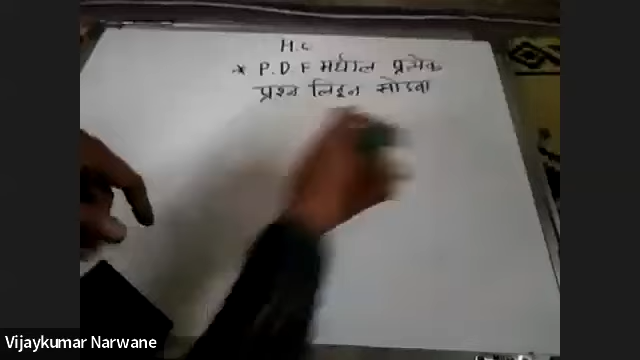 H.C
* P.D.F मधील प्रत्येक
प्रश्न लिहून सोडवा
Vijaykumar Narwane